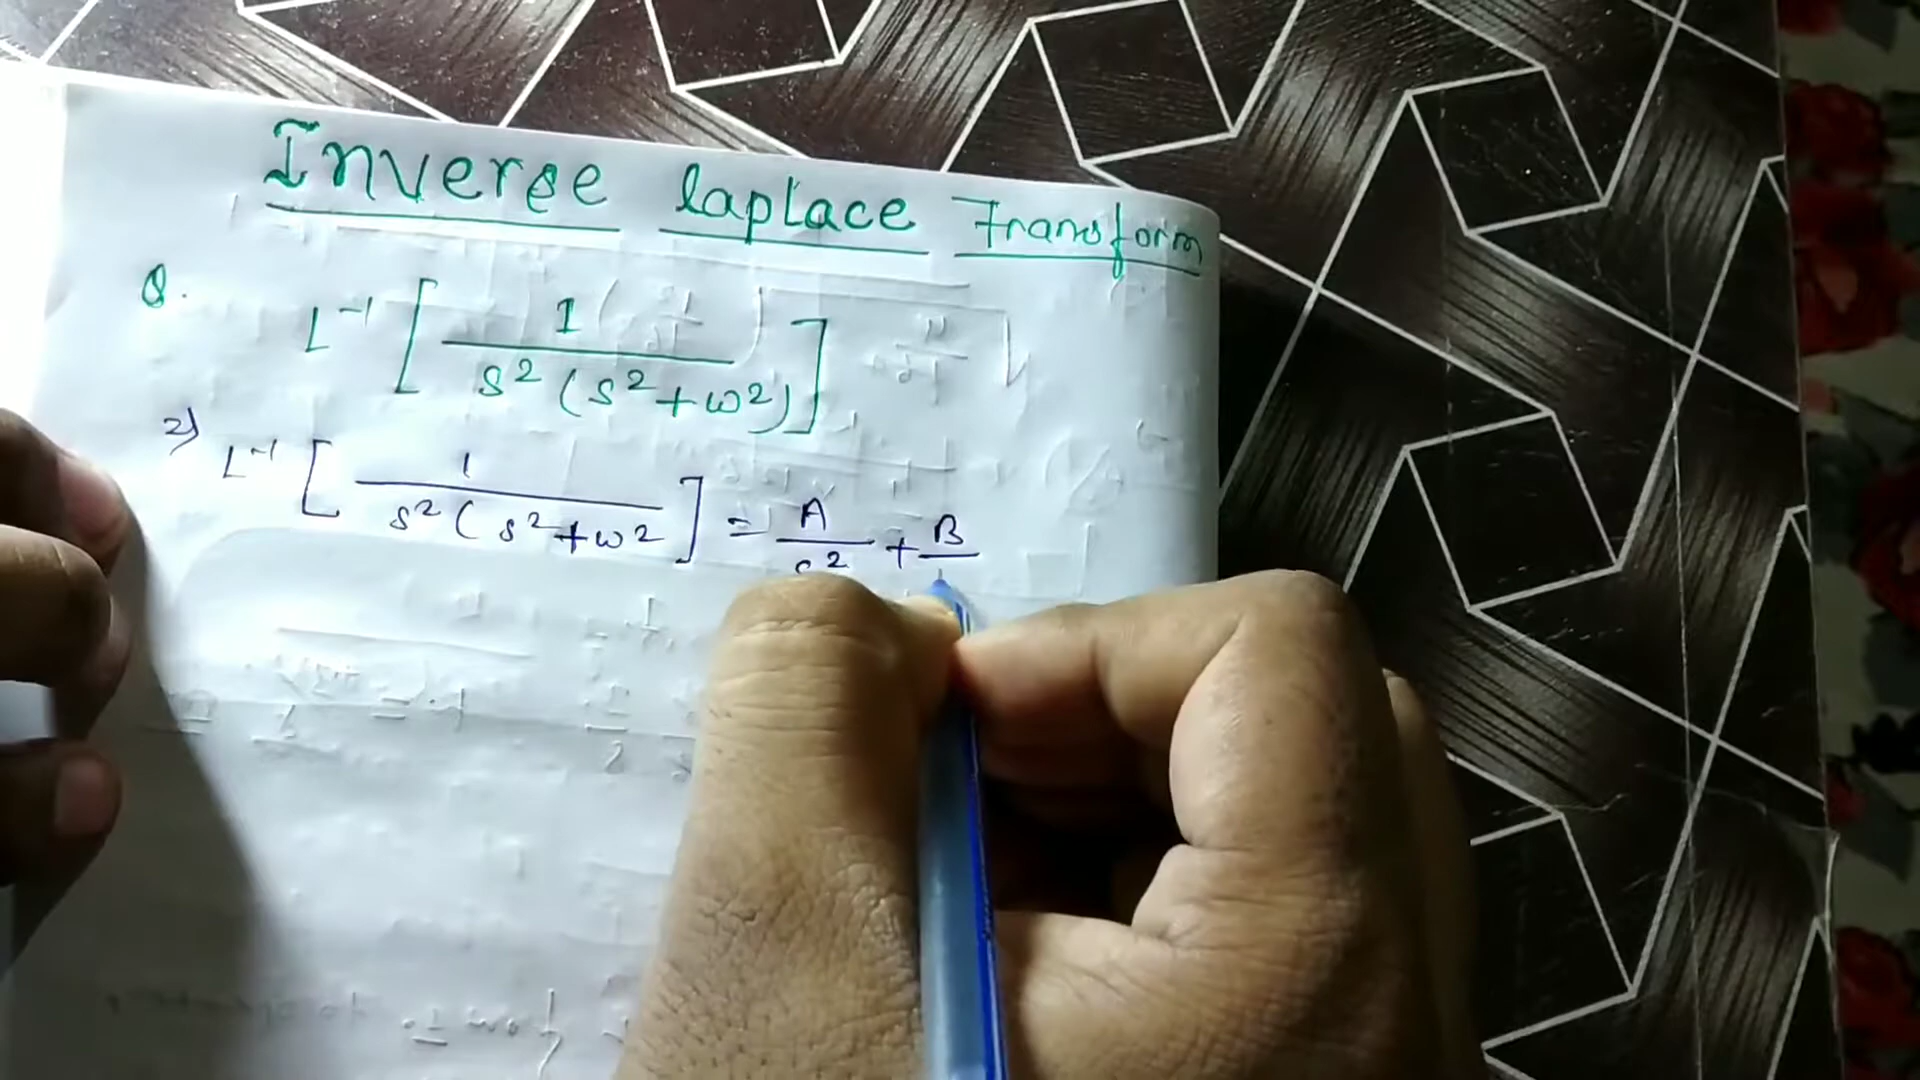 Inverse laplace Transform
Q. L⁻¹ [ 1 / s² (s² + ω²) ]
2) L⁻¹ [ 1 / s² ( s² + ω² ] = A / s² + B /